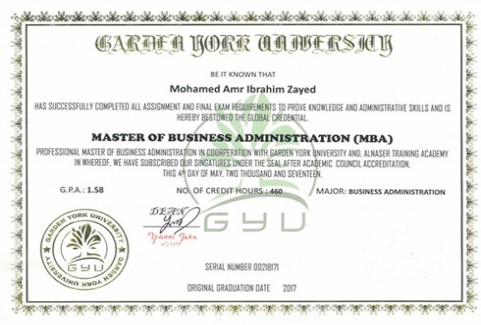 GARDEN YORK UNIVERSITY
BE IT KNOWN THAT
Mohamed Amr Ibrahim Zayed
HAS SUCCESSFULLY COMPLETED ALL ASSIGNMENT AND FINAL EXAM REQUIREMENTS TO PROVE KNOWLEDGE AND ADMINISTRATIVE SKILLS AND IS
HEREBY BESTOWED THE GLOBAL CREDENTIAL.
MASTER OF BUSINESS ADMINISTRATION (MBA)
PROFESSIONAL MASTER OF BUSINESS ADMINISTRATION IN COOPERATION WITH GARDEN YORK UNIVERSITY AND, ALNASER TRAINING ACADEMY
IN WHEREOF, WE HAVE SUBSCRIBED OUR SINGATURES UNDER THE SEAL AFTER ACADEMIC COUNCIL ACCREDITATION,
THIS 4th DAY OF MAY, TWO THOUSAND AND SEVENTEEN.
G.P.A.: 1.58 NO. OF CREDIT HOURS : 460 MAJOR: BUSINESS ADMINISTRATION
GYU
GARDEN YORK UNIVERSITY
GYU
GARDEN YORK UNIVERSITY
SERIAL NUMBER 00218171
ORIGINAL GRADUATION DATE 2017